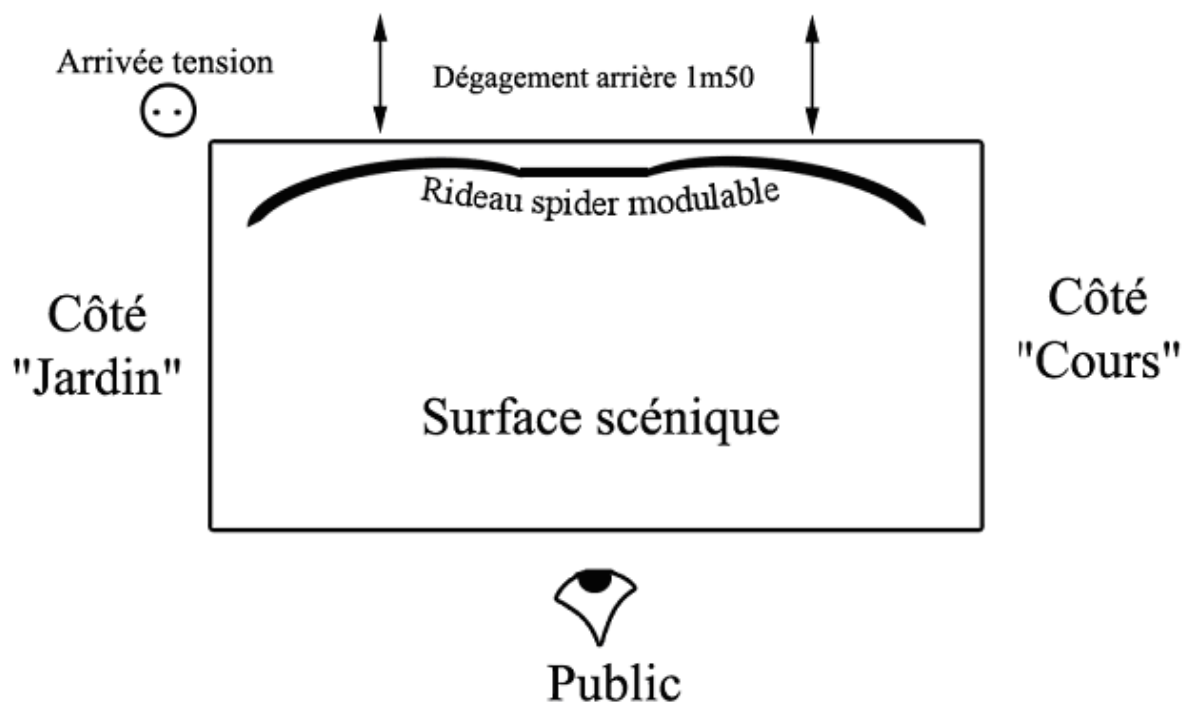 Arrivée tension
Dégagement arrière 1m50
Rideau spider modulable
Côté
"Jardin"
Côté
"Cours"
Surface scénique
Public